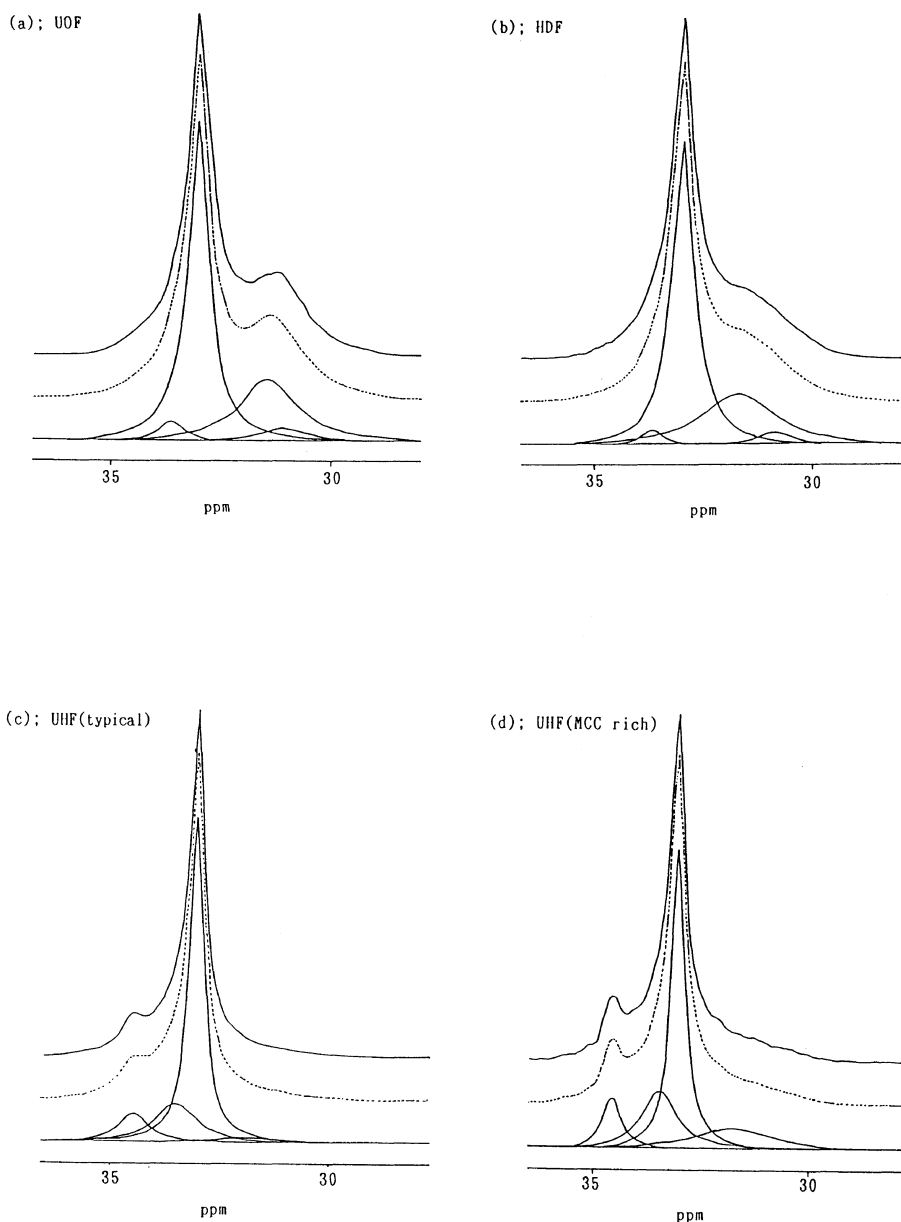 (a); UOF
(b); HDF
35
30
ppm
35
30
ppm
(c); UHF(typical)
(d); UHF(MCC rich)
35
30
ppm
35
30
ppm